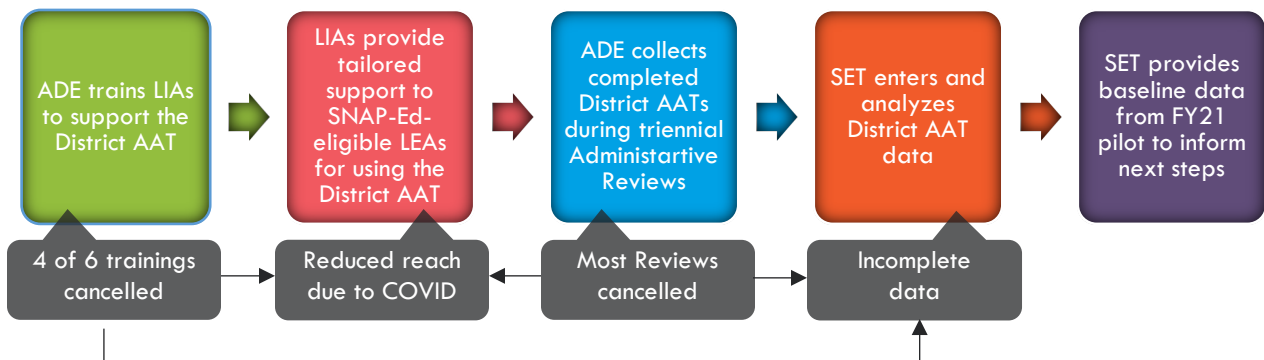 ADE trains LIAs
to support the
District AAT
LIAs provide
tailored
support to
SNAP-Ed-
eligible LEAs
for using the
District AAT
ADE collects
completed
District AATs
during triennial
Administartive
Reviews
SET enters and
analyzes
District AAT
data
SET provides
baseline data
from FY21
pilot to inform
next steps
4 of 6 trainings
cancelled
Reduced reach
due to COVID
Most Reviews
cancelled
Incomplete
data